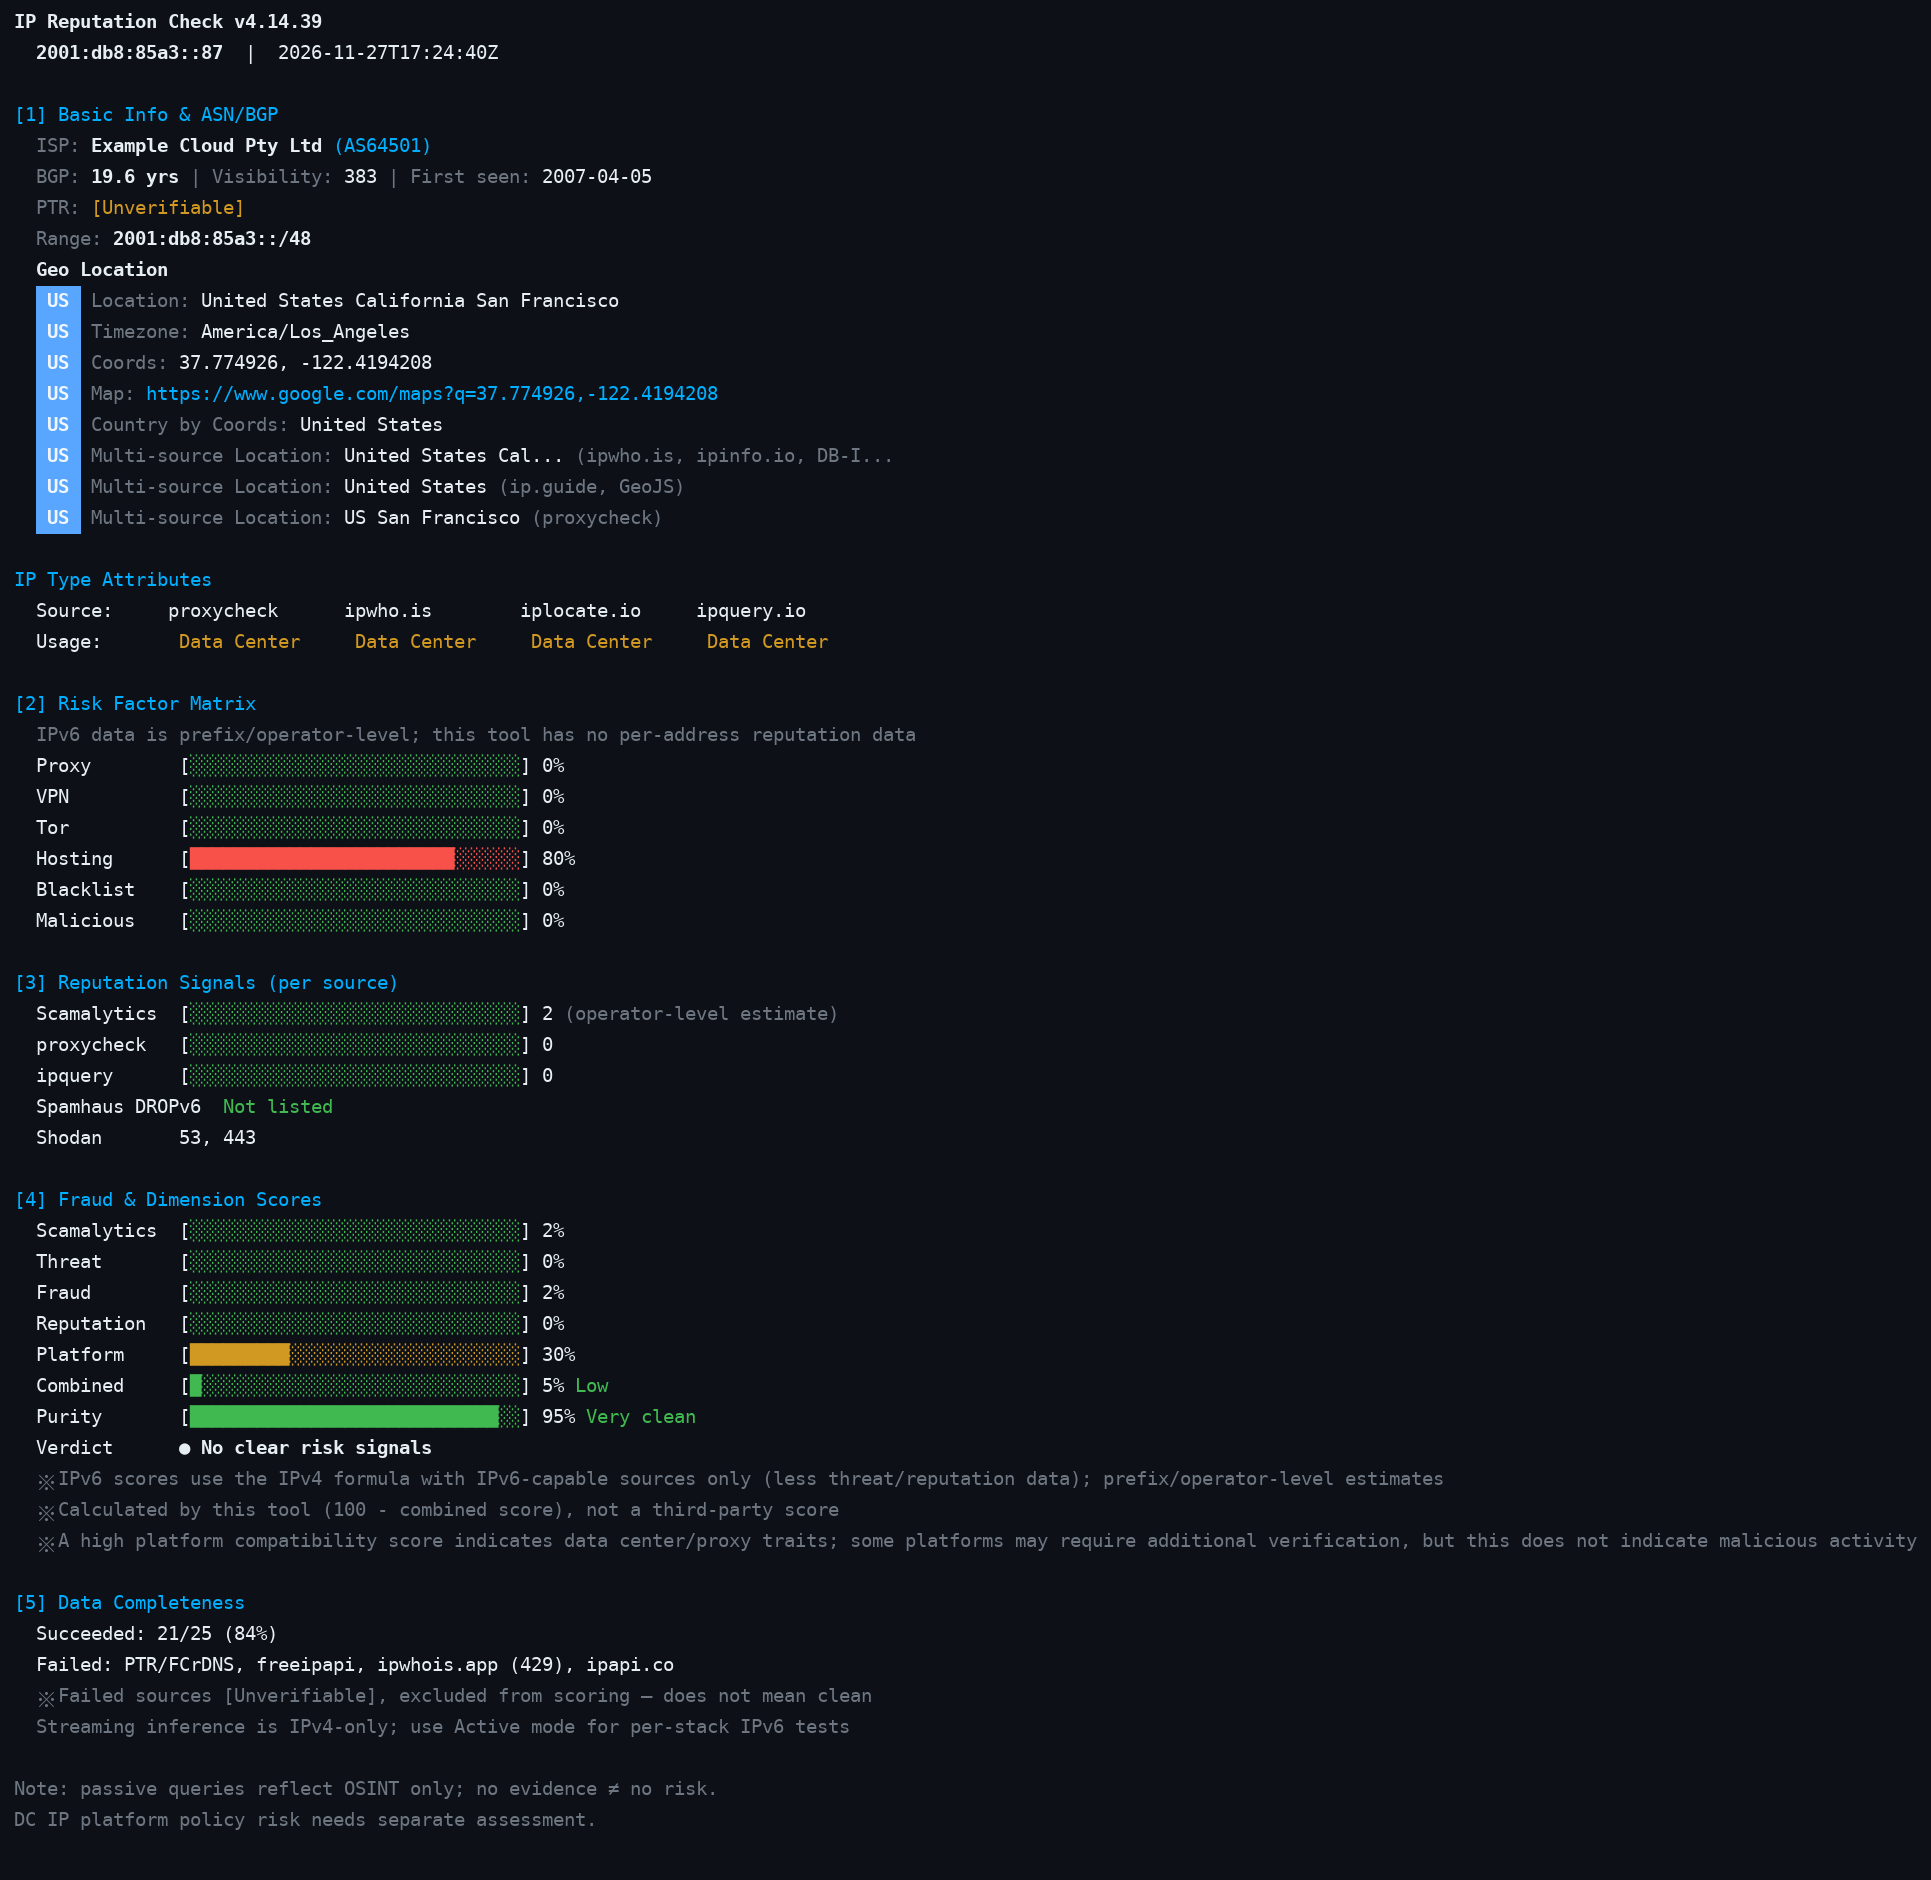 IP Reputation Check v4.14.39
2001:db8:85a3::87 | 2026-11-27T17:24:40Z
[1] Basic Info & ASN/BGP
ISP: Example Cloud Pty Ltd (AS64501)
BGP: 19.6 yrs | Visibility: 383 | First seen: 2007-04-05
PTR: [Unverifiable]
Range: 2001:db8:85a3::/48
Geo Location
US Location: United States California San Francisco
US Timezone: America/Los_Angeles
US Coords: 37.774926, -122.4194208
US Map: https://www.google.com/maps?q=37.774926,-122.4194208
US Country by Coords: United States
US Multi-source Location: United States Cal... (ipwho.is, ipinfo.io, DB-I...
US Multi-source Location: United States (ip.guide, GeoJS)
US Multi-source Location: US San Francisco (proxycheck)
IP Type Attributes
Source: proxycheck ipwho.is iplocate.io ipquery.io
Usage: Data Center Data Center Data Center Data Center
[2] Risk Factor Matrix
IPv6 data is prefix/operator-level; this tool has no per-address reputation data
Proxy [░░░░░░░░░░░░░░░░░░░░░░░░░░░░░░] 0%
VPN [░░░░░░░░░░░░░░░░░░░░░░░░░░░░░░] 0%
Tor [░░░░░░░░░░░░░░░░░░░░░░░░░░░░░░] 0%
Hosting [████████████████████████░░░░░░] 80%
Blacklist [░░░░░░░░░░░░░░░░░░░░░░░░░░░░░░] 0%
Malicious [░░░░░░░░░░░░░░░░░░░░░░░░░░░░░░] 0%
[3] Reputation Signals (per source)
Scamalytics [░░░░░░░░░░░░░░░░░░░░░░░░░░░░░░] 2 (operator-level estimate)
proxycheck [░░░░░░░░░░░░░░░░░░░░░░░░░░░░░░] 0
ipquery [░░░░░░░░░░░░░░░░░░░░░░░░░░░░░░] 0
Spamhaus DROPv6 Not listed
Shodan 53, 443
[4] Fraud & Dimension Scores
Scamalytics [░░░░░░░░░░░░░░░░░░░░░░░░░░░░░░] 2%
Threat [░░░░░░░░░░░░░░░░░░░░░░░░░░░░░░] 0%
Fraud [░░░░░░░░░░░░░░░░░░░░░░░░░░░░░░] 2%
Reputation [░░░░░░░░░░░░░░░░░░░░░░░░░░░░░░] 0%
Platform [█████████░░░░░░░░░░░░░░░░░░░░░] 30%
Combined [█░░░░░░░░░░░░░░░░░░░░░░░░░░░░░] 5% Low
Purity [████████████████████████████░░] 95% Very clean
Verdict ● No clear risk signals
※IPv6 scores use the IPv4 formula with IPv6-capable sources only (less threat/reputation data); prefix/operator-level estimates
※Calculated by this tool (100 - combined score), not a third-party score
※A high platform compatibility score indicates data center/proxy traits; some platforms may require additional verification, but this does not indicate malicious activity
[5] Data Completeness
Succeeded: 21/25 (84%)
Failed: PTR/FCrDNS, freeipapi, ipwhois.app (429), ipapi.co
※Failed sources [Unverifiable], excluded from scoring — does not mean clean
Streaming inference is IPv4-only; use Active mode for per-stack IPv6 tests
Note: passive queries reflect OSINT only; no evidence ≠ no risk.
DC IP platform policy risk needs separate assessment.